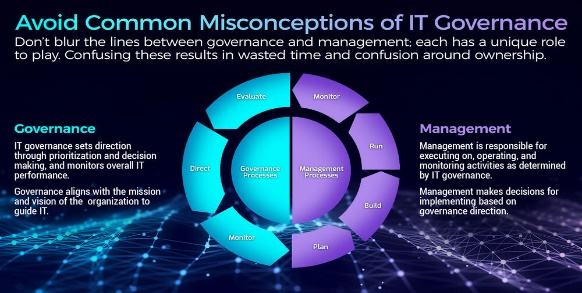 Avoid Common Misconceptions of IT Governance
Don't blur the lines between governance and management; each has a unique role
to play. Confusing these results in wasted time and confusion around ownership.
Governance
IT governance sets direction
through prioritization and decision
making, and monitors overall IT
performance.
Governance aligns with the mission
and vision of the organization to
guide IT.
Evaluate
Direct
Monitor
Governance
Processes
Management
Processes
Monitor
Run
Build
Plan
Management
Management is responsible for
executing on, operating, and
monitoring activities as determined
by IT governance.
Management makes decisions for
implementing based on
governance direction.